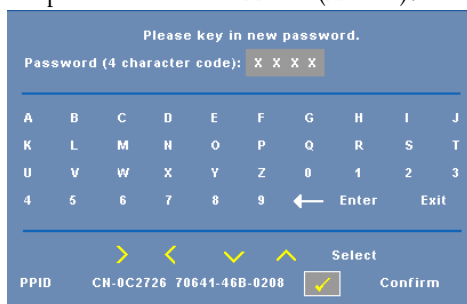 Please key in new password.
Password (4 character code): X X X X
A B C D E F G H I J
K L M N O P Q R S T
U V W X Y Z 0 1 2 3
4 5 6 7 8 9 ← Enter Exit
Select
PPID CN-0C2726 70641-46B-0208 ✓ Confirm